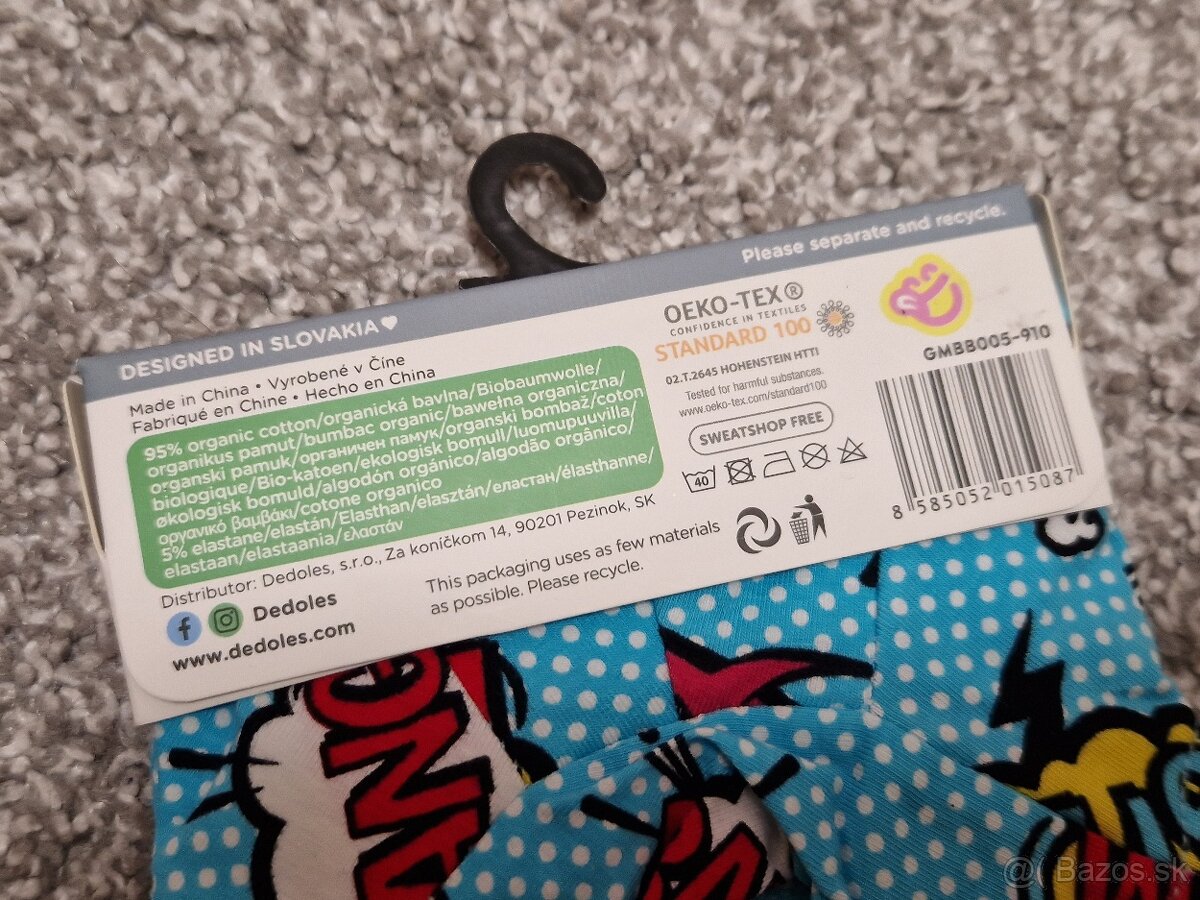 Please separate and recycle.
DESIGNED IN SLOVAKIA
Made in China • Vyrobené v Číne
Fabriqué en Chine • Hecho en China
95% organic cotton/organická bavlna/Biobaumwolle/
organikus pamut/bumbac organic/bawełna organiczna/
organski pamuk/органичен памук/organski bombaž/coton
biologique/Bio-katoen/ekologisk bomull/luomupuuvilla/
økologisk bomuld/algodón orgánico/algodão orgânico/
οργανικό βαμβάκι/cotone organico
5% elastane/elastán/Elasthan/elasztán/еластан/élasthanne/
elastaan/elastaania/ελαστάν
Distributor: Dedoles, s.r.o., Za koníčkom 14, 90201 Pezinok, SK
Dedoles
www.dedoles.com
This packaging uses as few materials
as possible. Please recycle.
OEKO-TEX®
CONFIDENCE IN TEXTILES
STANDARD 100
02.T.2645 HOHENSTEIN HTTI
Tested for harmful substances.
www.oeko-tex.com/standard100
SWEATSHOP FREE
40
GMBB005-910
8 585052 015087
Bazos.sk